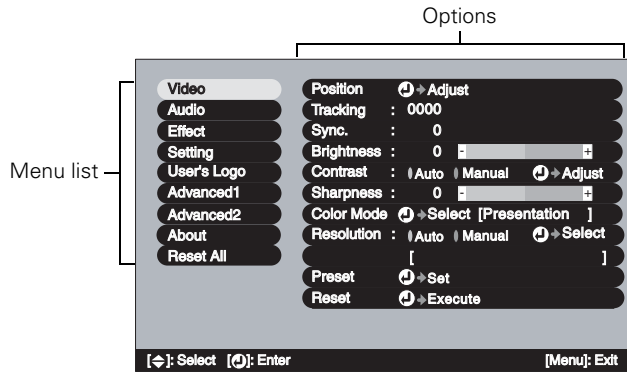 Options
Menu list
Video
Audio
Effect
Setting
User's Logo
Advanced1
Advanced2
About
Reset All
Position Adjust
Tracking : 0000
Sync. : 0
Brightness : 0 - +
Contrast : Auto Manual Adjust
Sharpness : 0 - +
Color Mode Select [Presentation ]
Resolution : Auto Manual Select
[ ]
Preset Set
Reset Execute
[ ]: Select [ ]: Enter [Menu]: Exit